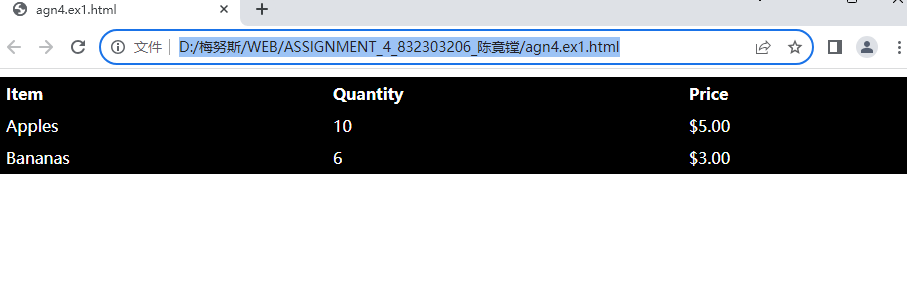 agn4.ex1.html
文件 D:/梅努斯/WEB/ASSIGNMENT_4_832303206_陈竟镗/agn4.ex1.html
Item Quantity Price
Apples 10 $5.00
Bananas 6 $3.00